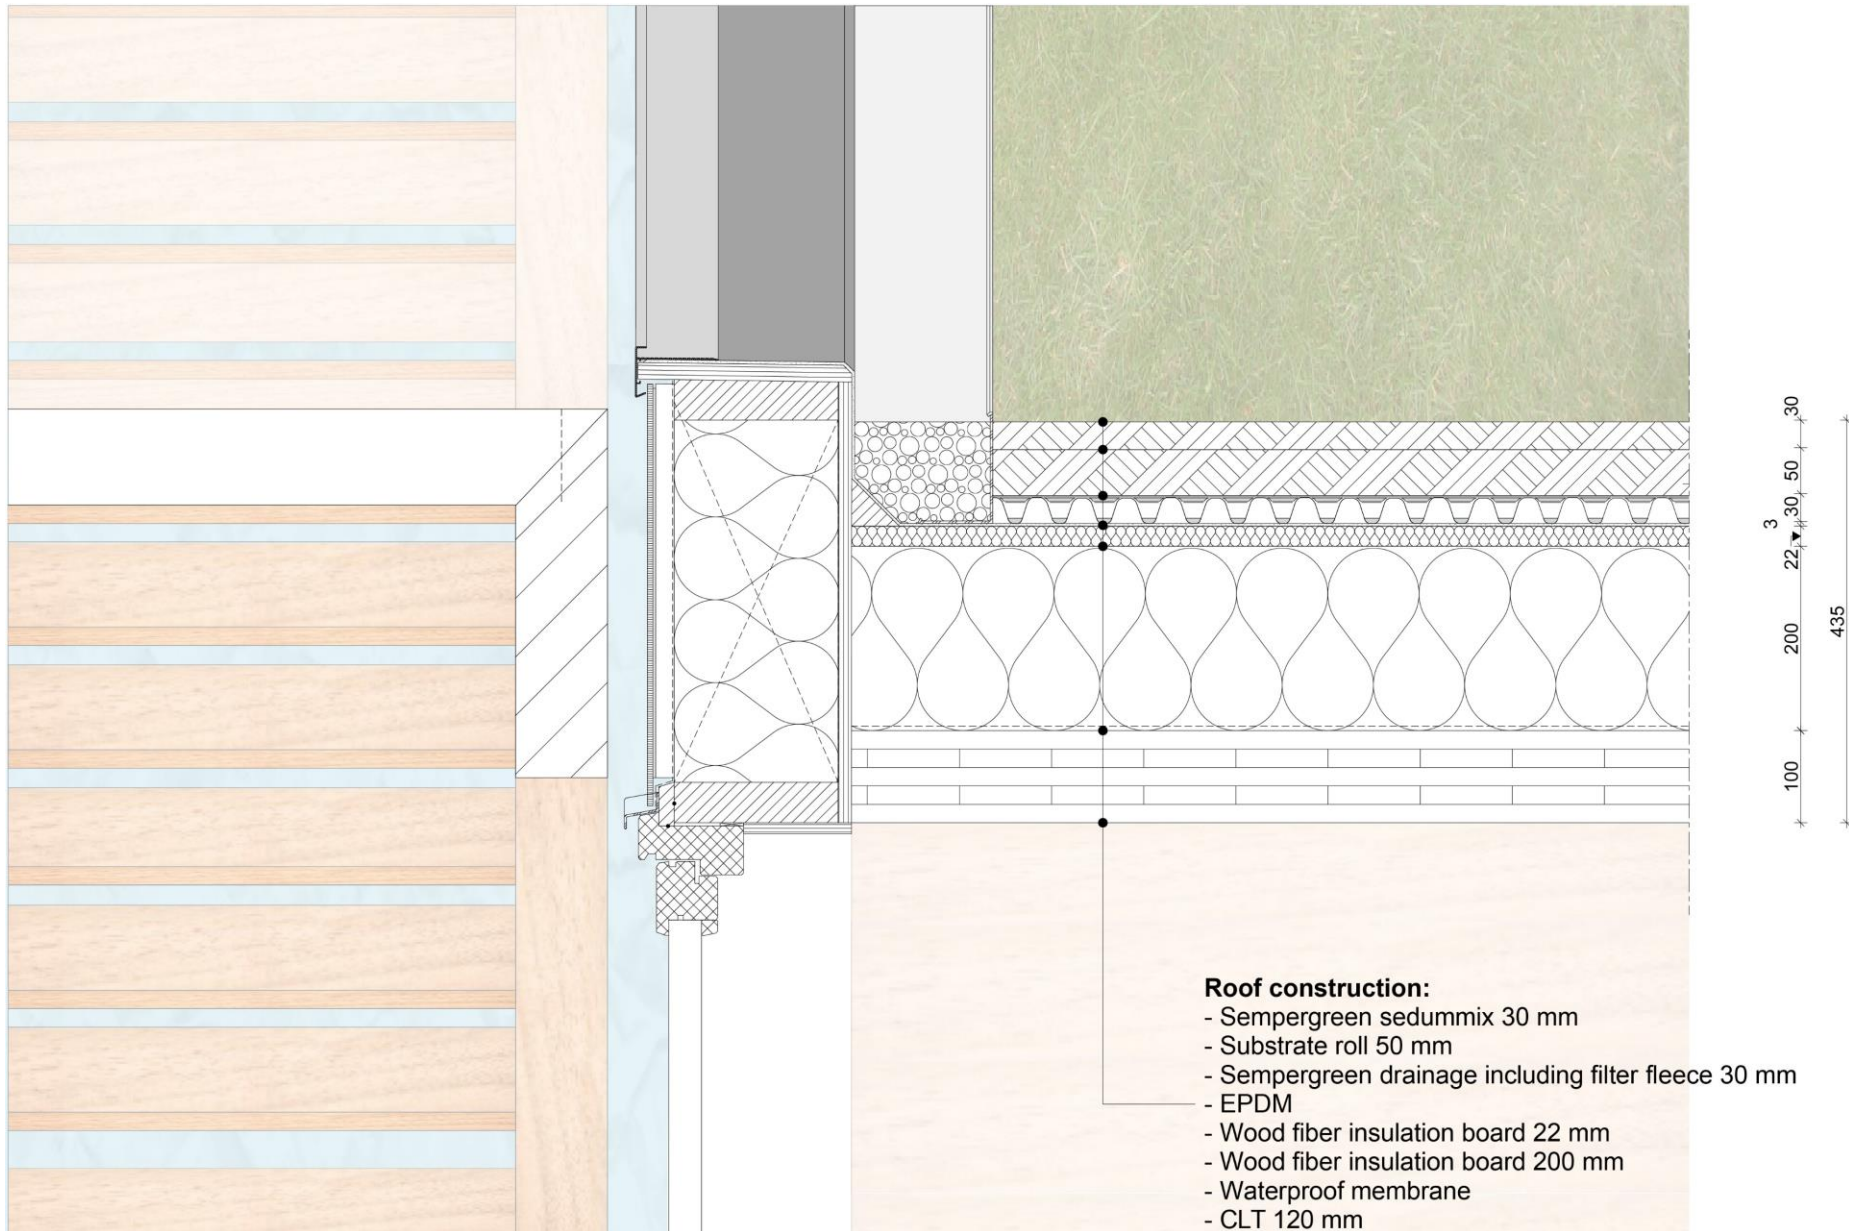 30
50
30
3
22
200
100
435
Roof construction:
- Sempergreen sedummix 30 mm
- Substrate roll 50 mm
- Sempergreen drainage including filter fleece 30 mm
- EPDM
- Wood fiber insulation board 22 mm
- Wood fiber insulation board 200 mm
- Waterproof membrane
- CLT 120 mm